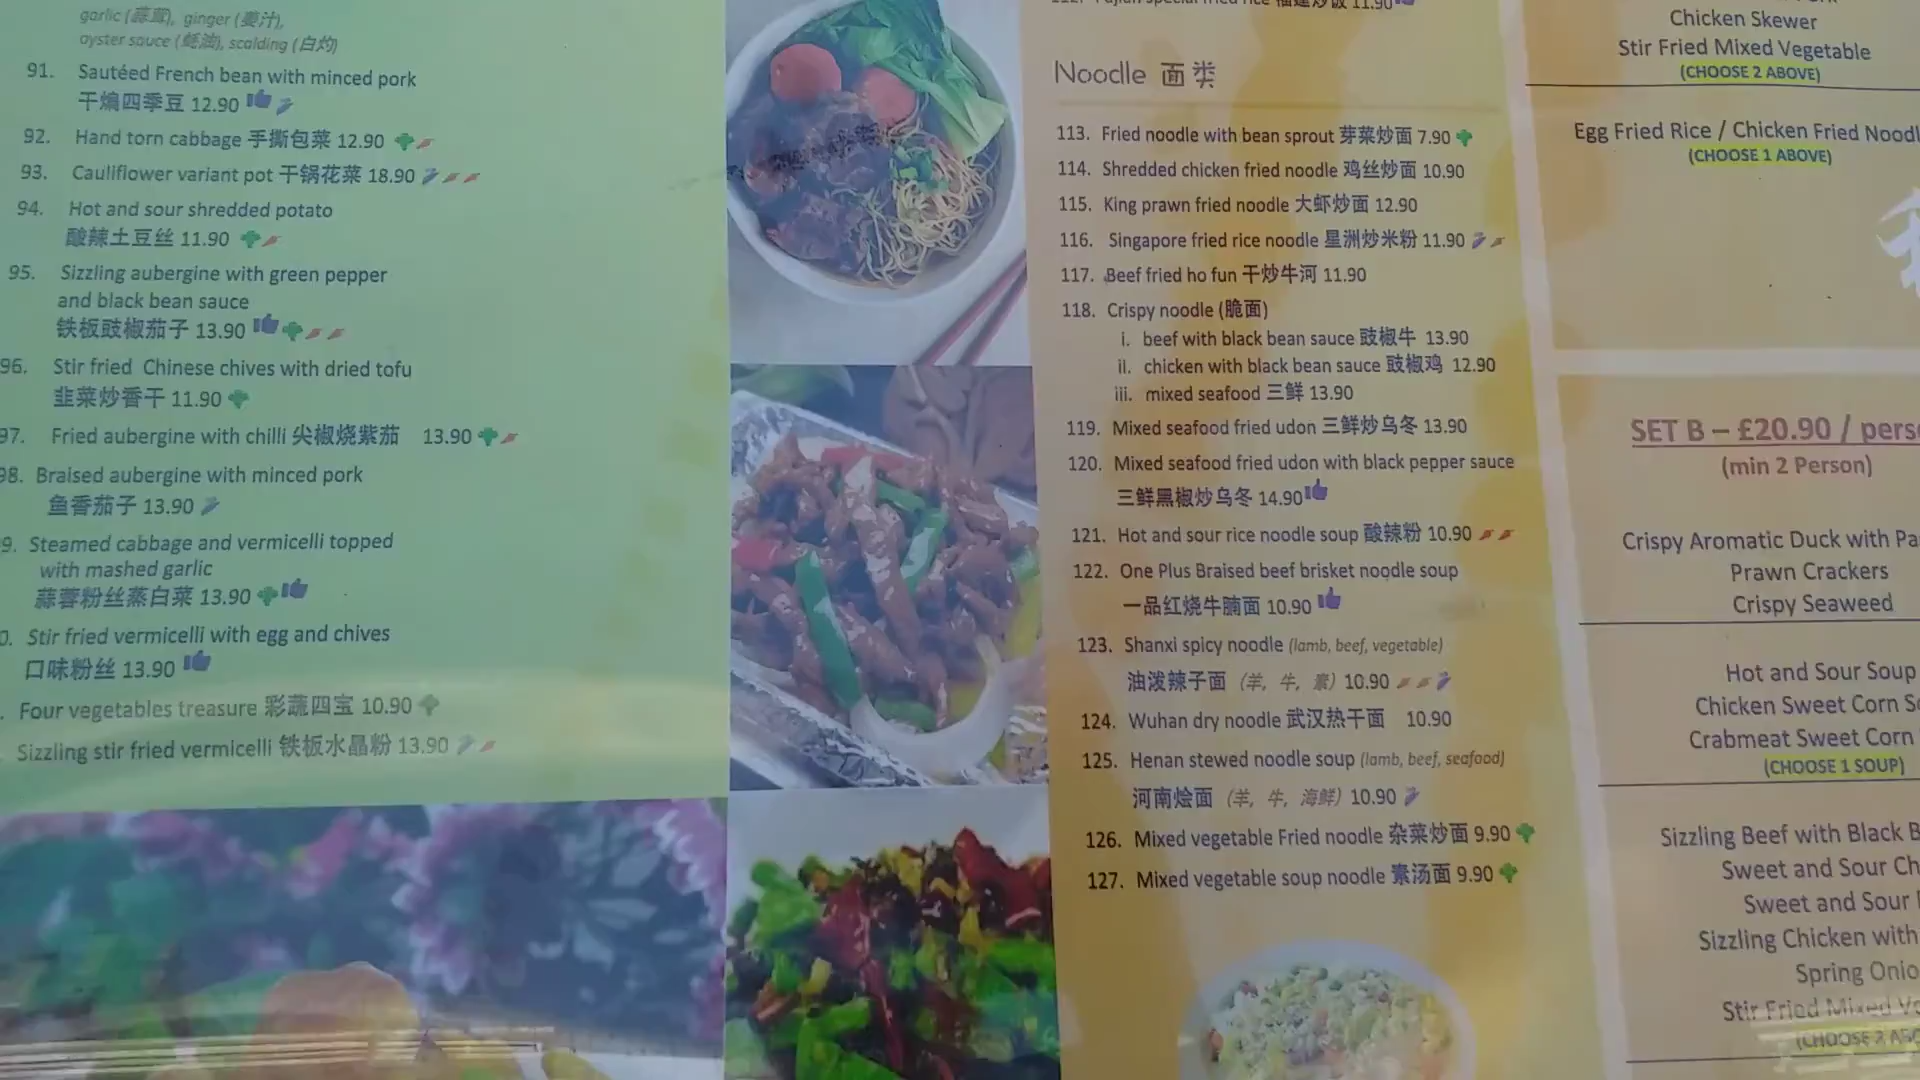 garlic (蒜茸), ginger (姜汁),
oyster sauce (蚝油), scalding (白灼)
91. Sautéed French bean with minced pork
干煸四季豆 12.90
92. Hand torn cabbage 手撕包菜 12.90
93. Cauliflower variant pot 干锅花菜 18.90
94. Hot and sour shredded potato
酸辣土豆丝 11.90
95. Sizzling aubergine with green pepper
and black bean sauce
铁板豉椒茄子 13.90
96. Stir fried Chinese chives with dried tofu
韭菜炒香干 11.90
97. Fried aubergine with chilli 尖椒烧紫茄 13.90
98. Braised aubergine with minced pork
鱼香茄子 13.90
9. Steamed cabbage and vermicelli topped
with mashed garlic
蒜蓉粉丝蒸白菜 13.90
0. Stir fried vermicelli with egg and chives
口味粉丝 13.90
. Four vegetables treasure 彩蔬四宝 10.90
. Sizzling stir fried vermicelli 铁板水晶粉 13.90
112. Fujian special fried rice 福建炒饭 11.90
Noodle 面类
113. Fried noodle with bean sprout 芽菜炒面 7.90
114. Shredded chicken fried noodle 鸡丝炒面 10.90
115. King prawn fried noodle 大虾炒面 12.90
116. Singapore fried rice noodle 星洲炒米粉 11.90
117. Beef fried ho fun 干炒牛河 11.90
118. Crispy noodle (脆面)
i. beef with black bean sauce 豉椒牛 13.90
ii. chicken with black bean sauce 豉椒鸡 12.90
iii. mixed seafood 三鲜 13.90
119. Mixed seafood fried udon 三鲜炒乌冬 13.90
120. Mixed seafood fried udon with black pepper sauce
三鲜黑椒炒乌冬 14.90
121. Hot and sour rice noodle soup 酸辣粉 10.90
122. One Plus Braised beef brisket noodle soup
一品红烧牛腩面 10.90
123. Shanxi spicy noodle (lamb, beef, vegetable)
油泼辣子面 (羊, 牛, 素) 10.90
124. Wuhan dry noodle 武汉热干面 10.90
125. Henan stewed noodle soup (lamb, beef, seafood)
河南烩面 (羊, 牛, 海鲜) 10.90
126. Mixed vegetable Fried noodle 杂菜炒面 9.90
127. Mixed vegetable soup noodle 素汤面 9.90
Chicken Skewer
Stir Fried Mixed Vegetable
(CHOOSE 2 ABOVE)
Egg Fried Rice / Chicken Fried Noodl
(CHOOSE 1 ABOVE)
SET B – £20.90 / pers
(min 2 Person)
Crispy Aromatic Duck with Pa
Prawn Crackers
Crispy Seaweed
Hot and Sour Soup
Chicken Sweet Corn S
Crabmeat Sweet Corn
(CHOOSE 1 SOUP)
Sizzling Beef with Black B
Sweet and Sour Ch
Sweet and Sour
Sizzling Chicken with
Spring Onio
Stir Fried Mixed Ve